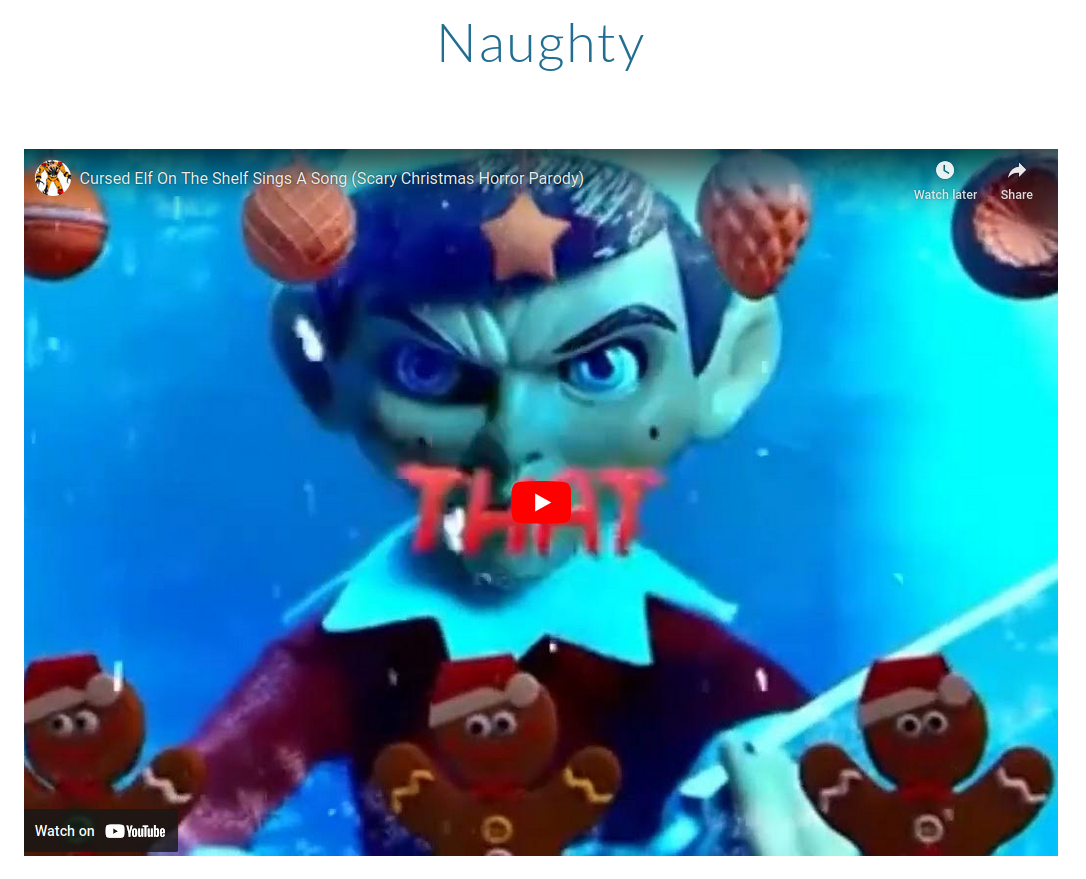 Naughty
Cursed Elf On The Shelf Sings A Song (Scary Christmas Horror Parody)
Watch later
Share
THAT
Watch on YouTube